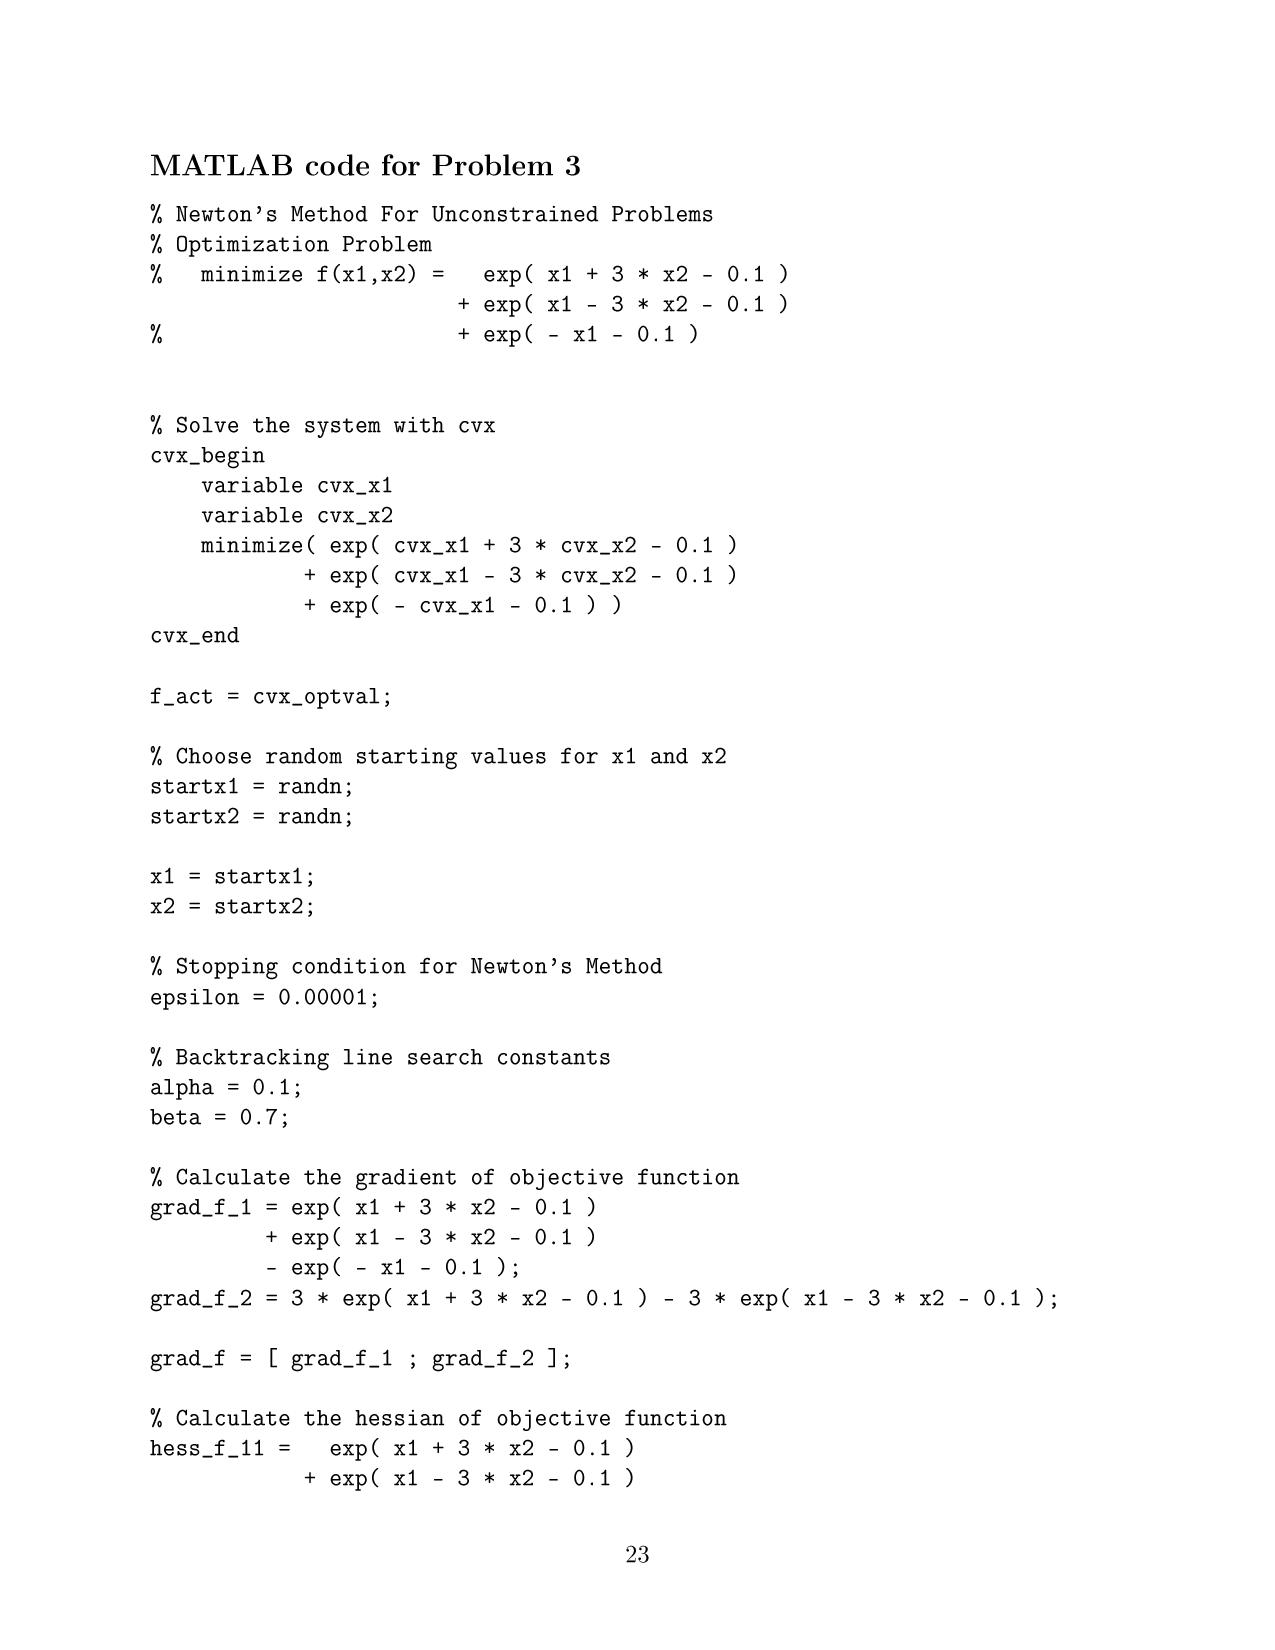 MATLAB code for Problem 3
% Newton's Method For Unconstrained Problems
% Optimization Problem
%   minimize f(x1,x2) =   exp( x1 + 3 * x2 - 0.1 )
                        + exp( x1 - 3 * x2 - 0.1 )
%                       + exp( - x1 - 0.1 )
% Solve the system with cvx
cvx_begin
    variable cvx_x1
    variable cvx_x2
    minimize( exp( cvx_x1 + 3 * cvx_x2 - 0.1 )
            + exp( cvx_x1 - 3 * cvx_x2 - 0.1 )
            + exp( - cvx_x1 - 0.1 ) )
cvx_end
f_act = cvx_optval;
% Choose random starting values for x1 and x2
startx1 = randn;
startx2 = randn;
x1 = startx1;
x2 = startx2;
% Stopping condition for Newton's Method
epsilon = 0.00001;
% Backtracking line search constants
alpha = 0.1;
beta = 0.7;
% Calculate the gradient of objective function
grad_f_1 = exp( x1 + 3 * x2 - 0.1 )
         + exp( x1 - 3 * x2 - 0.1 )
         - exp( - x1 - 0.1 );
grad_f_2 = 3 * exp( x1 + 3 * x2 - 0.1 ) - 3 * exp( x1 - 3 * x2 - 0.1 );
grad_f = [ grad_f_1 ; grad_f_2 ];
% Calculate the hessian of objective function
hess_f_11 =   exp( x1 + 3 * x2 - 0.1 )
            + exp( x1 - 3 * x2 - 0.1 )
23